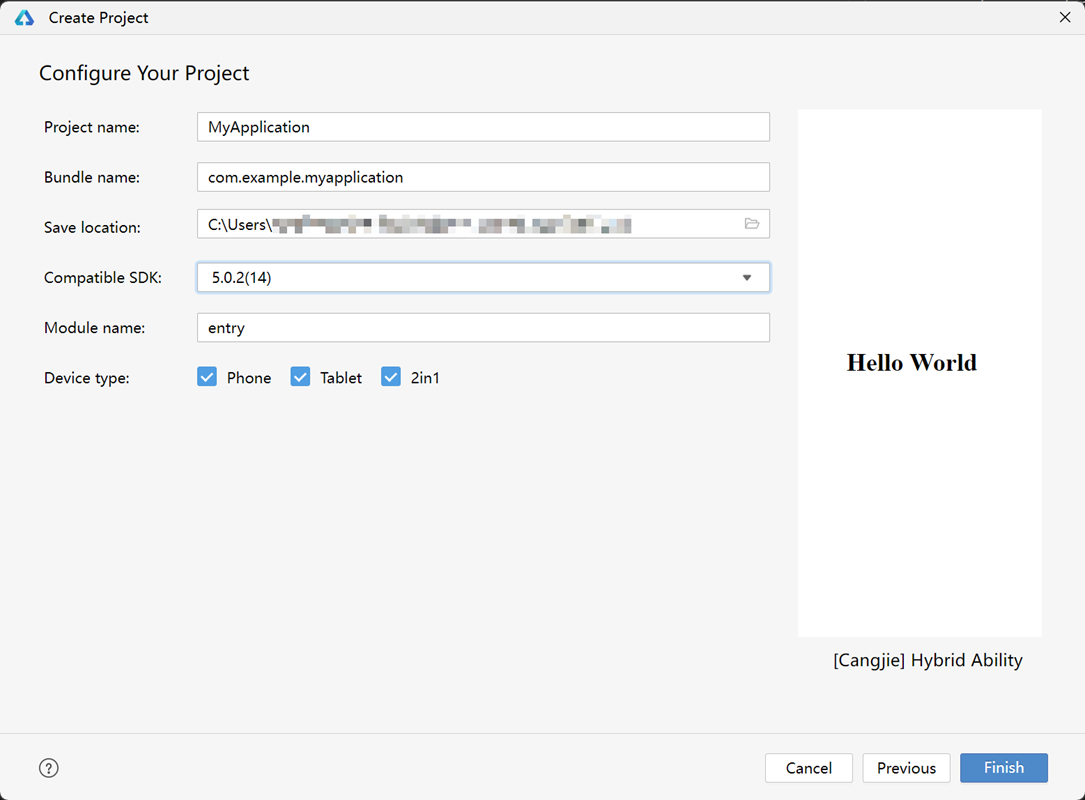 Create Project
Configure Your Project
Project name: MyApplication
Bundle name: com.example.myapplication
Save location: C:\Users\
Compatible SDK: 5.0.2(14)
Module name: entry
Device type: Phone Tablet 2in1
Hello World
[Cangjie] Hybrid Ability
? Cancel Previous Finish